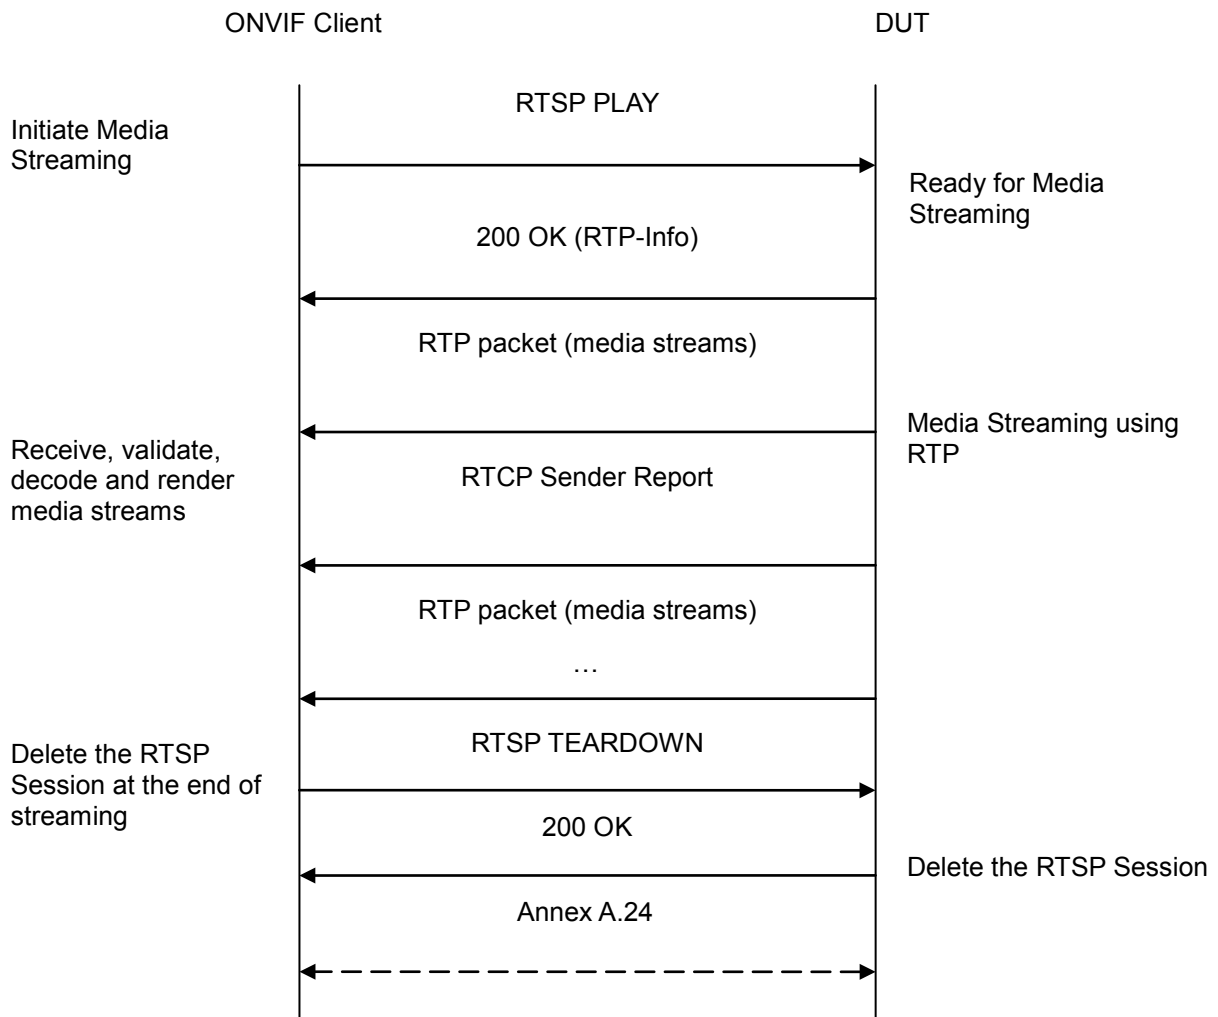 ONVIF Client
DUT
RTSP PLAY
Initiate Media
Streaming
Ready for Media
Streaming
200 OK (RTP-Info)
RTP packet (media streams)
Media Streaming using
RTP
Receive, validate,
decode and render
media streams
RTCP Sender Report
RTP packet (media streams)
…
RTSP TEARDOWN
Delete the RTSP
Session at the end of
streaming
200 OK
Delete the RTSP Session
Annex A.24